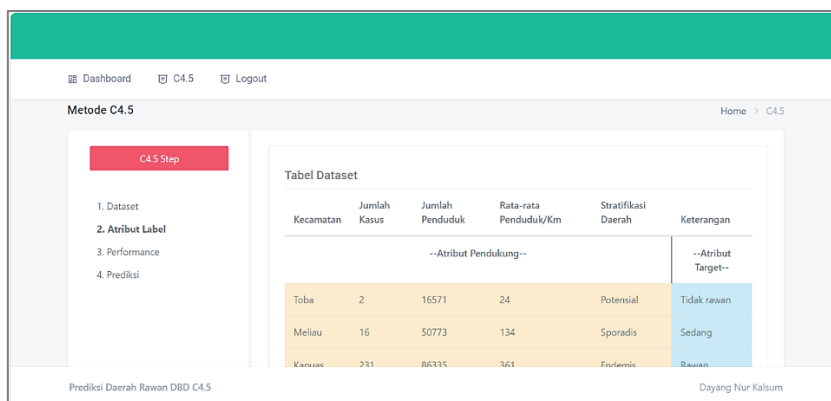 Dashboard C4.5 Logout
Metode C4.5 Home > C4.5
C4.5 Step
1. Dataset
2. Atribut Label
3. Performance
4. Prediksi
Tabel Dataset
Kecamatan Jumlah Kasus Jumlah Penduduk Rata-rata Penduduk/Km Stratifikasi Daerah Keterangan
--Atribut Pendukung-- --Atribut Target--
Toba 2 16571 24 Potensial Tidak rawan
Meliau 16 50773 134 Sporadis Sedang
Kapuas 231 86335 361 Endemis Rawan
Prediksi Daerah Rawan DBD C4.5 Dayang Nur Kalsum